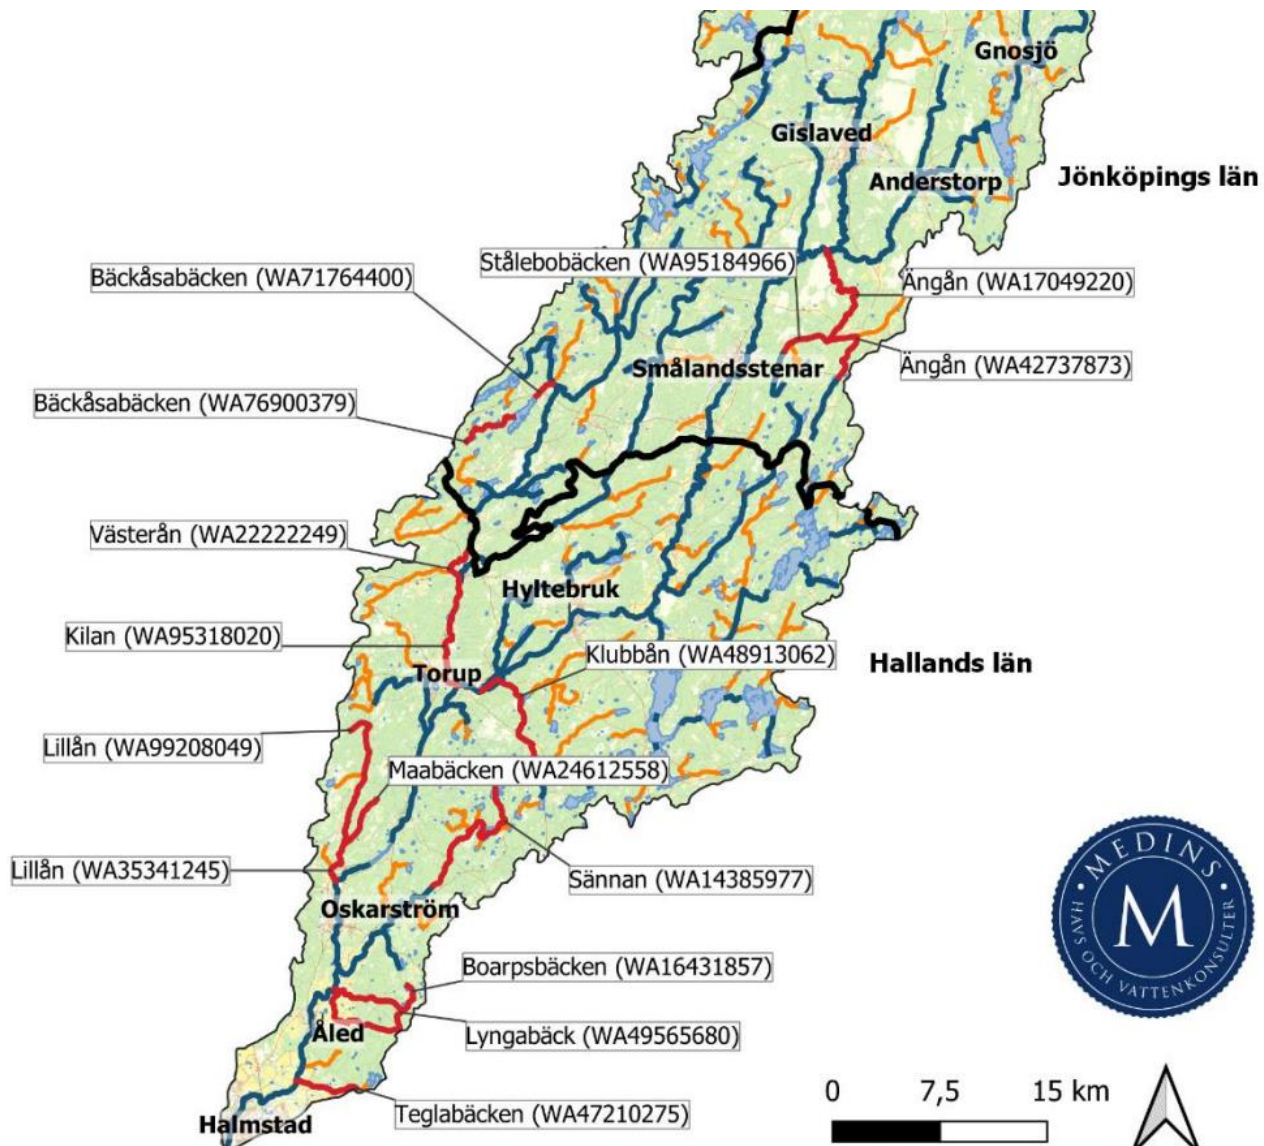 Gnosjö
Gislaved
Anderstorp
Jönköpings län
Stålebobäcken (WA95184966)
Bäckåsabäcken (WA71764400)
Ängån (WA17049220)
Smålandsstenar
Ängån (WA42737873)
Bäckåsabäcken (WA76900379)
Västerån (WA22222249)
Hyltebruk
Kilan (WA95318020)
Klubbån (WA48913062)
Hallands län
Torup
Lillån (WA99208049)
Maabäcken (WA24612558)
Lillån (WA35341245)
Sännan (WA14385977)
Oskarström
MEDINS
M
HAVS OCH VATTENKONSULTER
Boarpsbäcken (WA16431857)
Åled
Lyngabäck (WA49565680)
0 7,5 15 km
Teglabäcken (WA47210275)
Halmstad